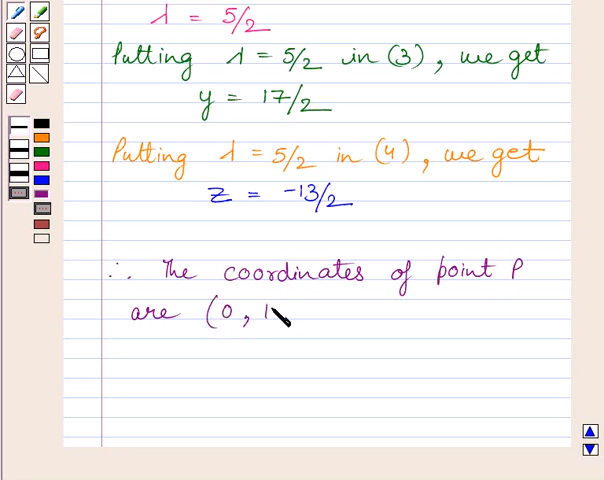 λ = 5/2
Putting λ = 5/2 in (3), we get
y = 17/2
Putting λ = 5/2 in (4), we get
z = -13/2
∴ The coordinates of point P
are (0, 1